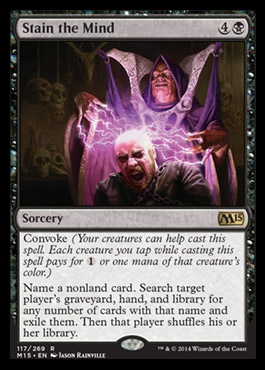 Stain the Mind 4
Sorcery M15
Convoke (Your creatures can help cast this
spell. Each creature you tap while casting this
spell pays for 1 or one mana of that creature's
color.)
Name a nonland card. Search target
player's graveyard, hand, and library for
any number of cards with that name and
exile them. Then that player shuffles his or
her library.
117/269 R
M15 • EN JASON RAINVILLE ™ & © 2014 Wizards of the Coast